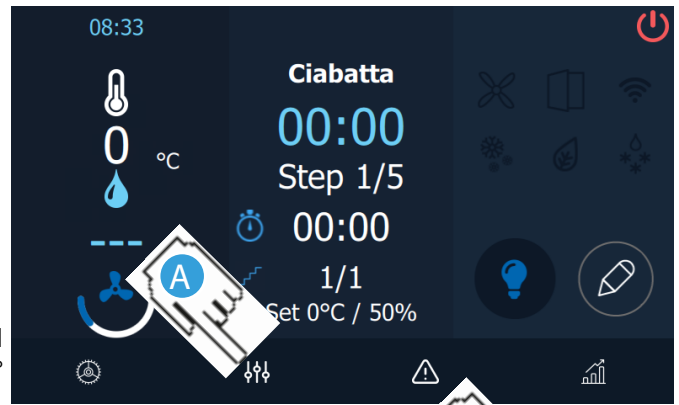 08:33
0 °C
---
A
Ciabatta
00:00
Step 1/5
00:00
1/1
Set 0°C / 50%